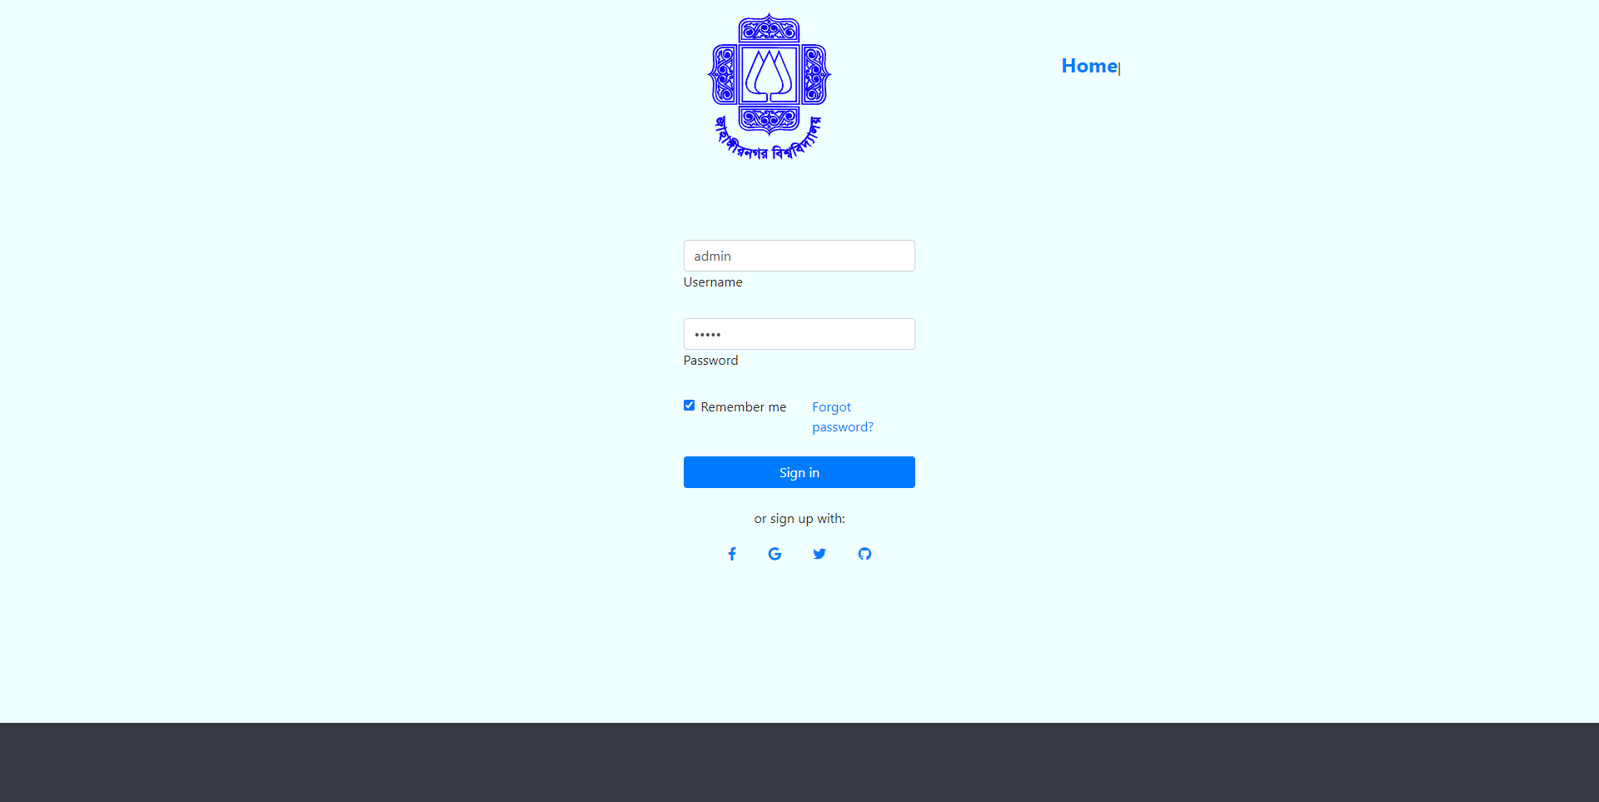 Home|
জাহাঙ্গীরনগর বিশ্ববিদ্যালয়
admin
Username
•••••
Password
Remember me
Forgot
password?
Sign in
or sign up with: